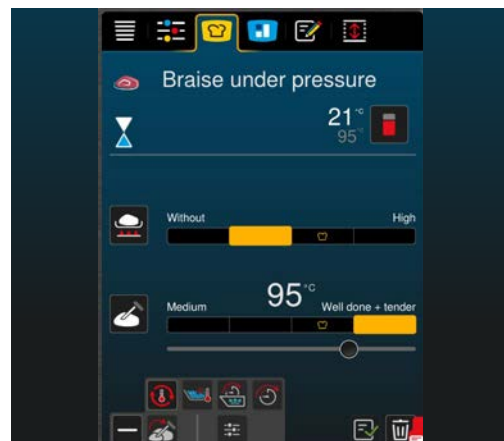 Braise under pressure
21 °C
95 °C
Without High
95 °C
Medium Well done + tender